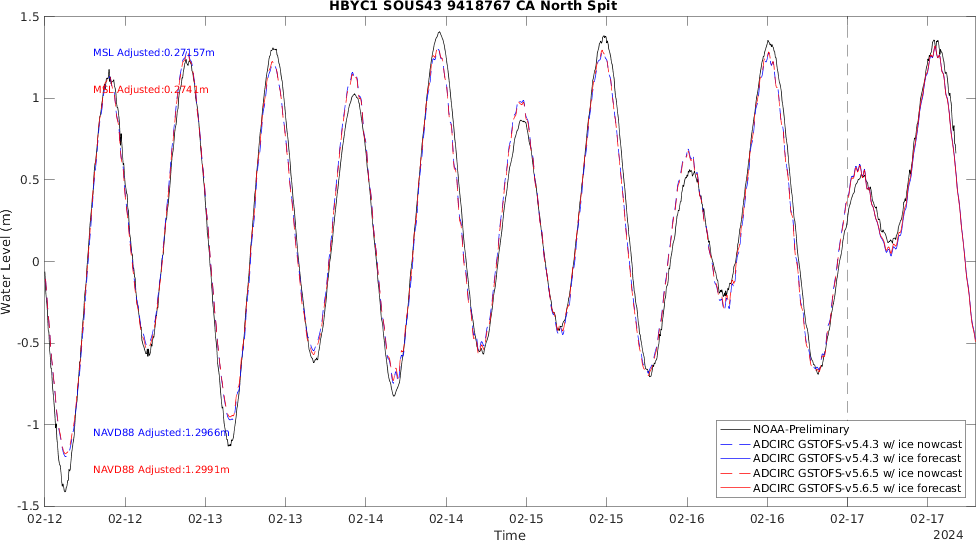 HBYC1 SOUS43 9418767 CA North Spit
1.5
1
0.5
0
-0.5
-1
-1.5
Water Level (m)
MSL Adjusted:0.27157m
MSL Adjusted:0.2741m
NAVD88 Adjusted:1.2966m
NAVD88 Adjusted:1.2991m
NOAA-Preliminary
ADCIRC GSTOFS-v5.4.3 w/ ice nowcast
ADCIRC GSTOFS-v5.4.3 w/ ice forecast
ADCIRC GSTOFS-v5.6.5 w/ ice nowcast
ADCIRC GSTOFS-v5.6.5 w/ ice forecast
02-12 02-12 02-13 02-13 02-14 02-14 02-15 02-15 02-16 02-16 02-17 02-17
Time
2024